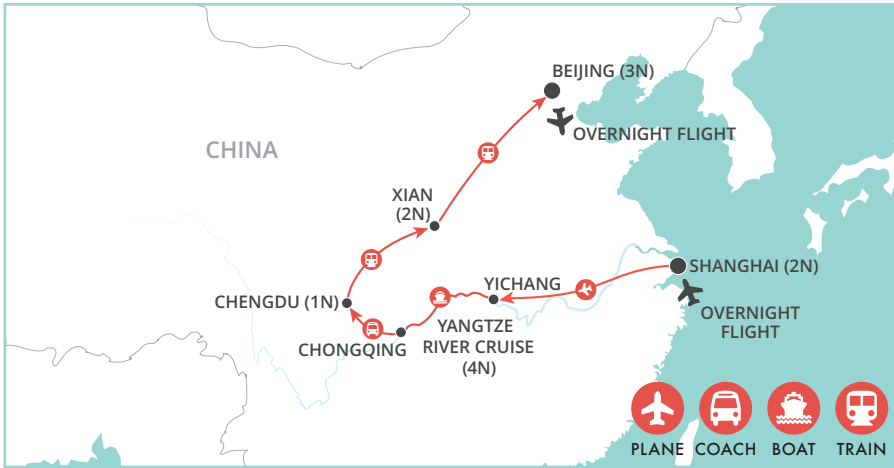 BEIJING (3N)
OVERNIGHT FLIGHT
CHINA
XIAN
(2N)
SHANGHAI (2N)
YICHANG
CHENGDU (1N)
OVERNIGHT
FLIGHT
YANGTZE
RIVER CRUISE
(4N)
CHONGQING
PLANE
COACH
BOAT
TRAIN